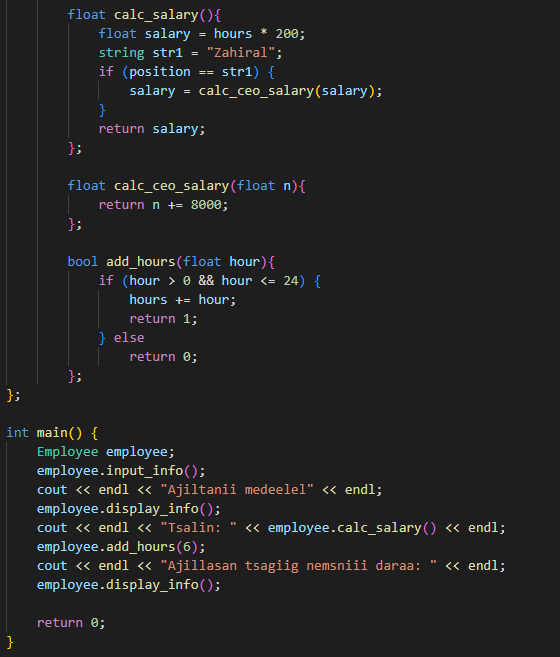 float calc_salary(){
float salary = hours * 200;
string str1 = "Zahiral";
if (position == str1) {
salary = calc_ceo_salary(salary);
}
return salary;
};
float calc_ceo_salary(float n){
return n += 8000;
};
bool add_hours(float hour){
if (hour > 0 && hour <= 24) {
hours += hour;
return 1;
} else
return 0;
};
};
int main() {
Employee employee;
employee.input_info();
cout << endl << "Ajiltanii medeelel" << endl;
employee.display_info();
cout << endl << "Tsalin: " << employee.calc_salary() << endl;
employee.add_hours(6);
cout << endl << "Ajillasan tsagiig nemsniii daraa: " << endl;
employee.display_info();
return 0;
}